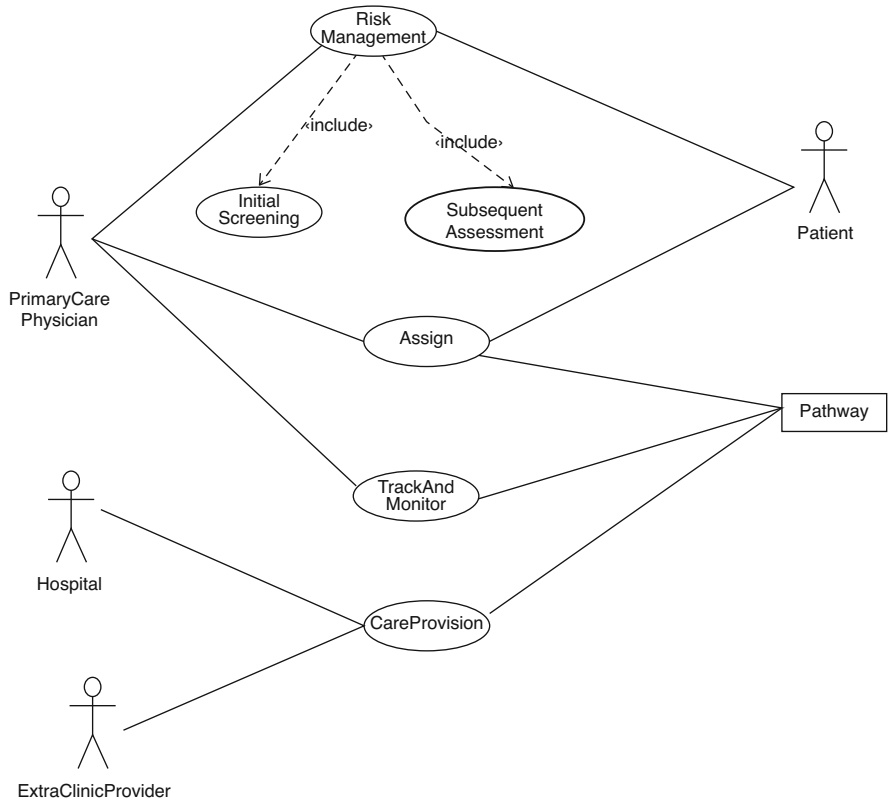 Risk
Management
‹include›
‹include›
Initial
Screening
Subsequent
Assessment
Patient
PrimaryCare
Physician
Assign
Pathway
TrackAnd
Monitor
Hospital
CareProvision
ExtraClinicProvider